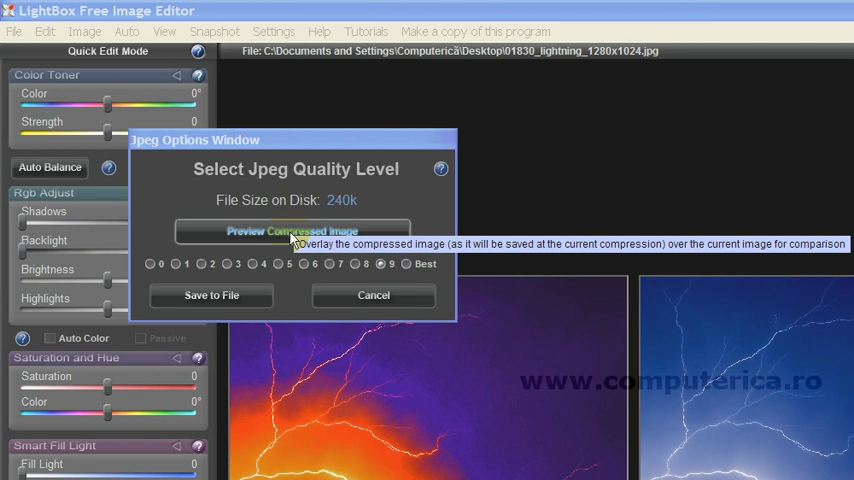 LightBox Free Image Editor
File Edit Image Auto View Snapshot Settings Help Tutorials Make a copy of this program
Quick Edit Mode ?
File: C:\Documents and Settings\Computerică\Desktop\01830_lightning_1280x1024.jpg
Color Toner ?
Color 0°
Strength 0
Auto Balance ?
Rgb Adjust
Shadows
Backlight
Brightness
Highlights
? Auto Color Passive
Saturation and Hue ?
Saturation 0
Color 0°
Smart Fill Light ?
Fill Light 0
Jpeg Options Window
Select Jpeg Quality Level ?
File Size on Disk: 240k
Preview Compressed Image
Overlay the compressed image (as it will be saved at the current compression) over the current image for comparison
0 1 2 3 4 5 6 7 8 9 Best
Save to File Cancel
www.computerica.ro